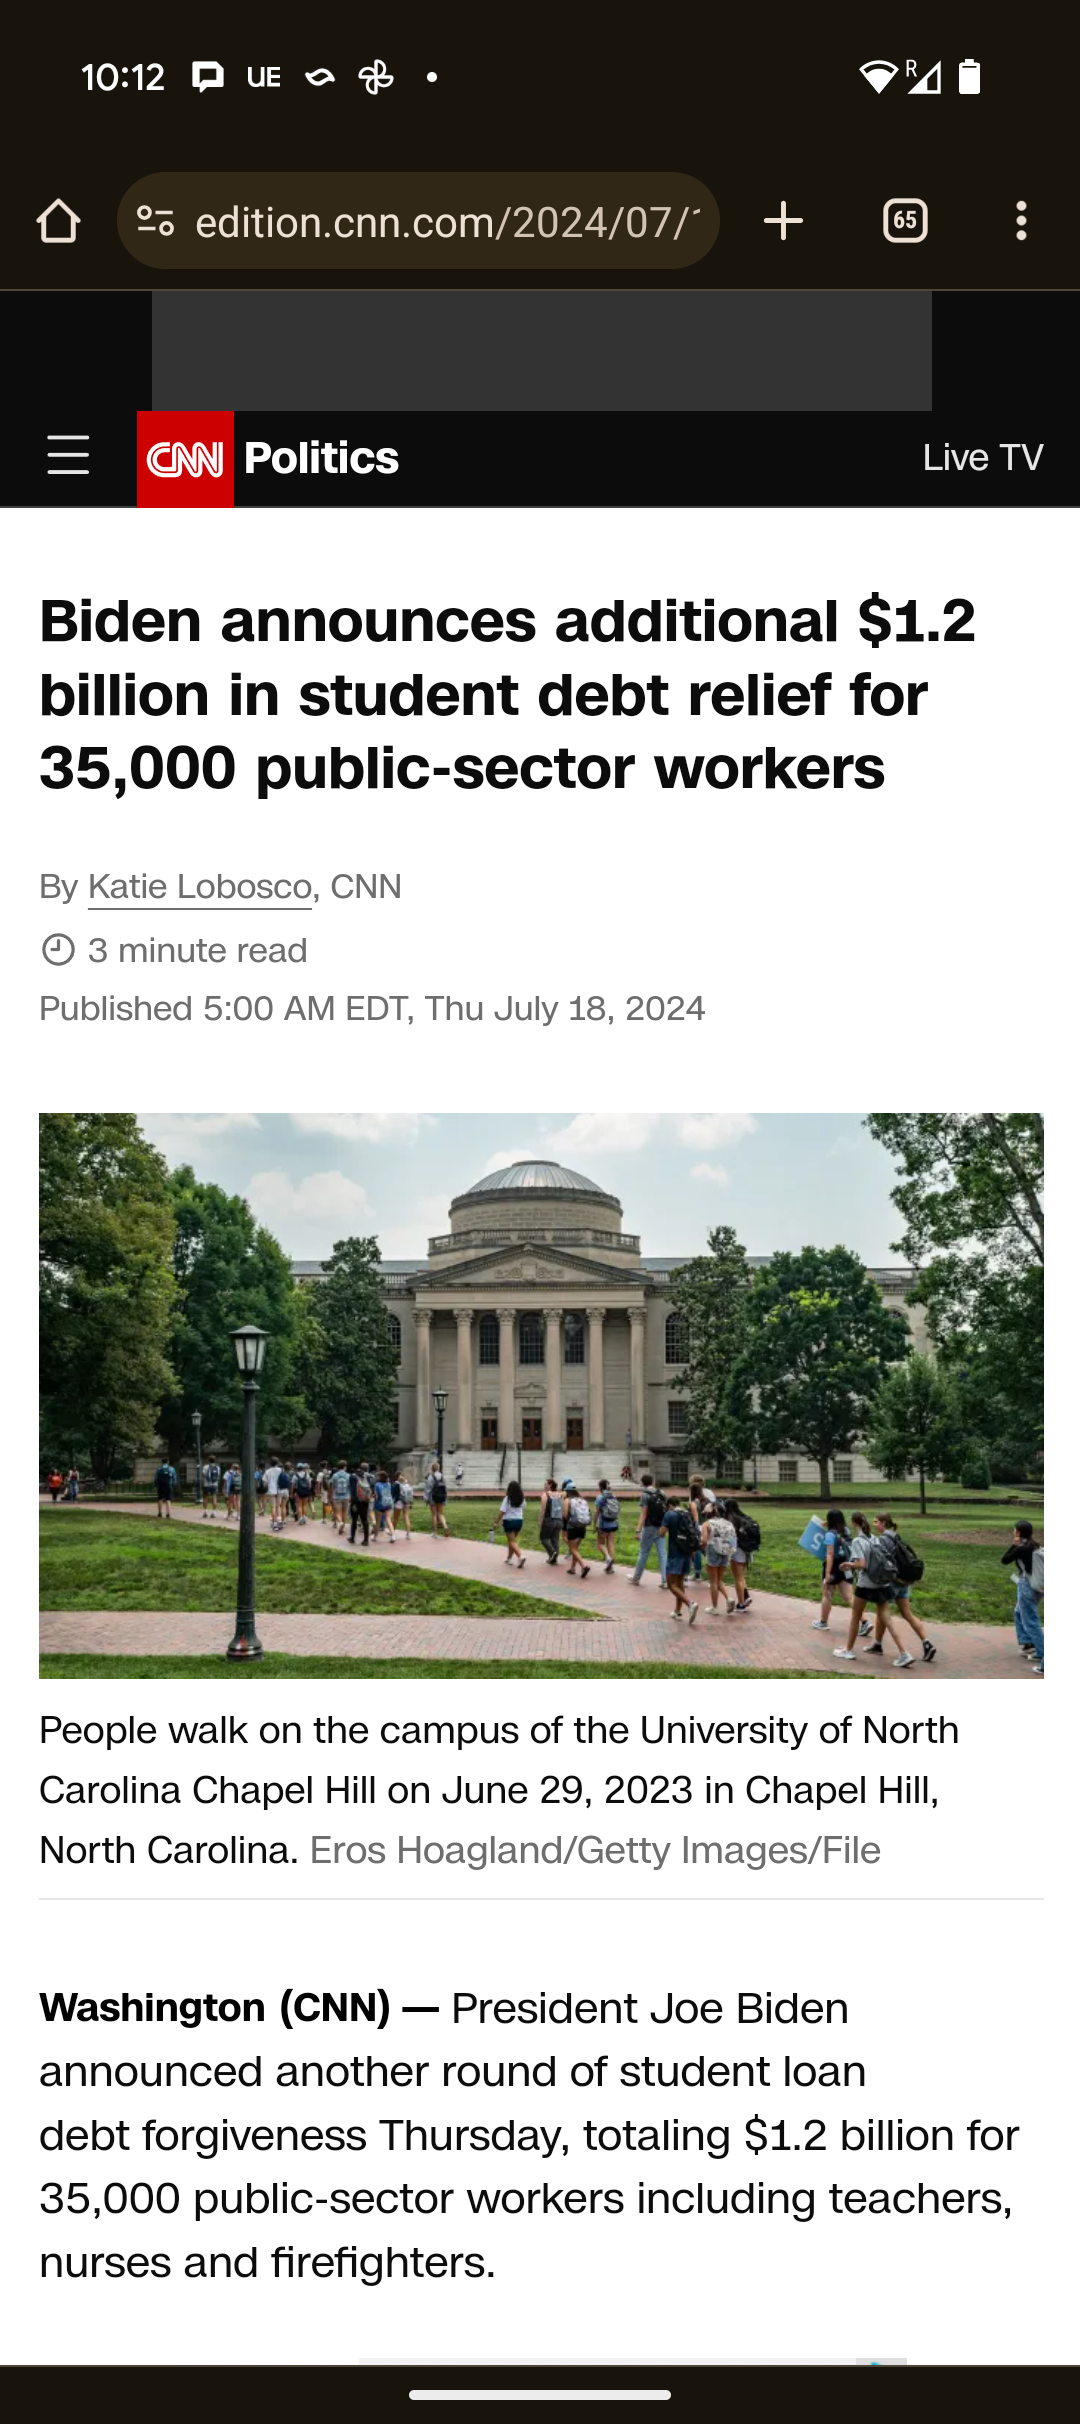 10:12 UE R
edition.cnn.com/2024/07/1
65
CNN Politics
Live TV
Biden announces additional $1.2
billion in student debt relief for
35,000 public-sector workers
By Katie Lobosco, CNN
3 minute read
Published 5:00 AM EDT, Thu July 18, 2024
People walk on the campus of the University of North
Carolina Chapel Hill on June 29, 2023 in Chapel Hill,
North Carolina. Eros Hoagland/Getty Images/File
Washington (CNN) — President Joe Biden
announced another round of student loan
debt forgiveness Thursday, totaling $1.2 billion for
35,000 public-sector workers including teachers,
nurses and firefighters.